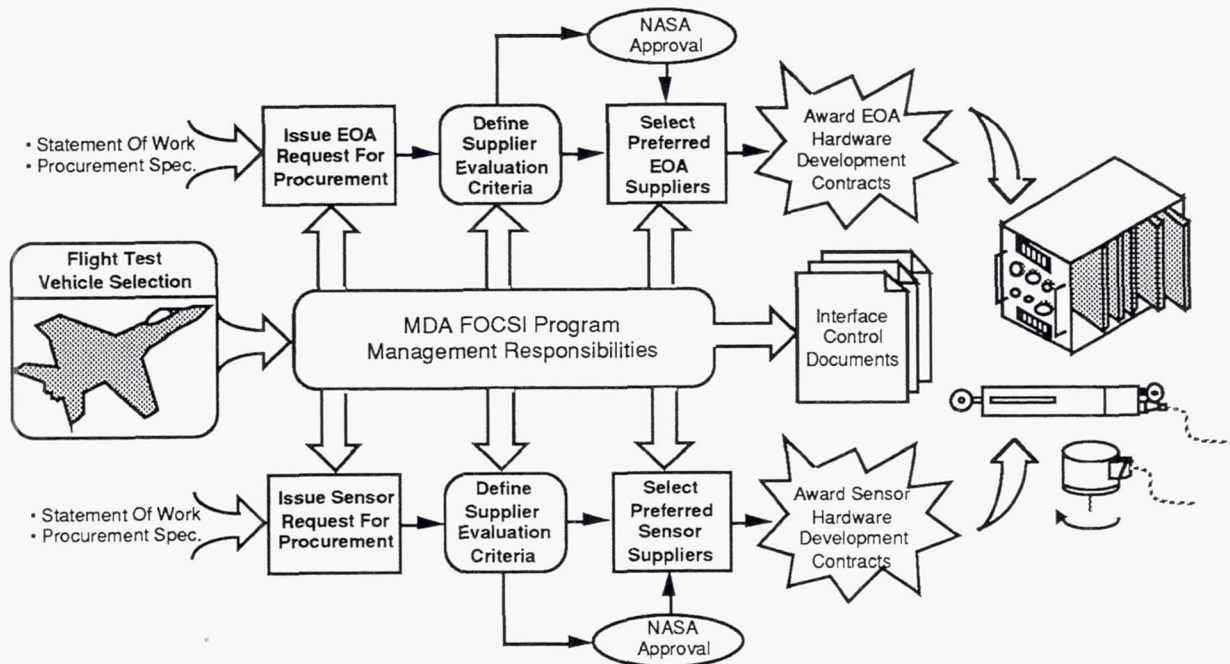 NASA
Approval
• Statement Of Work
• Procurement Spec.
Issue EOA
Request For
Procurement
Define
Supplier
Evaluation
Criteria
Select
Preferred
EOA
Suppliers
Award EOA
Hardware
Development
Contracts
Flight Test
Vehicle Selection
MDA FOCSI Program
Management Responsibilities
Interface
Control
Documents
• Statement Of Work
• Procurement Spec.
Issue Sensor
Request For
Procurement
Define
Supplier
Evaluation
Criteria
Select
Preferred
Sensor
Suppliers
Award Sensor
Hardware
Development
Contracts
NASA
Approval